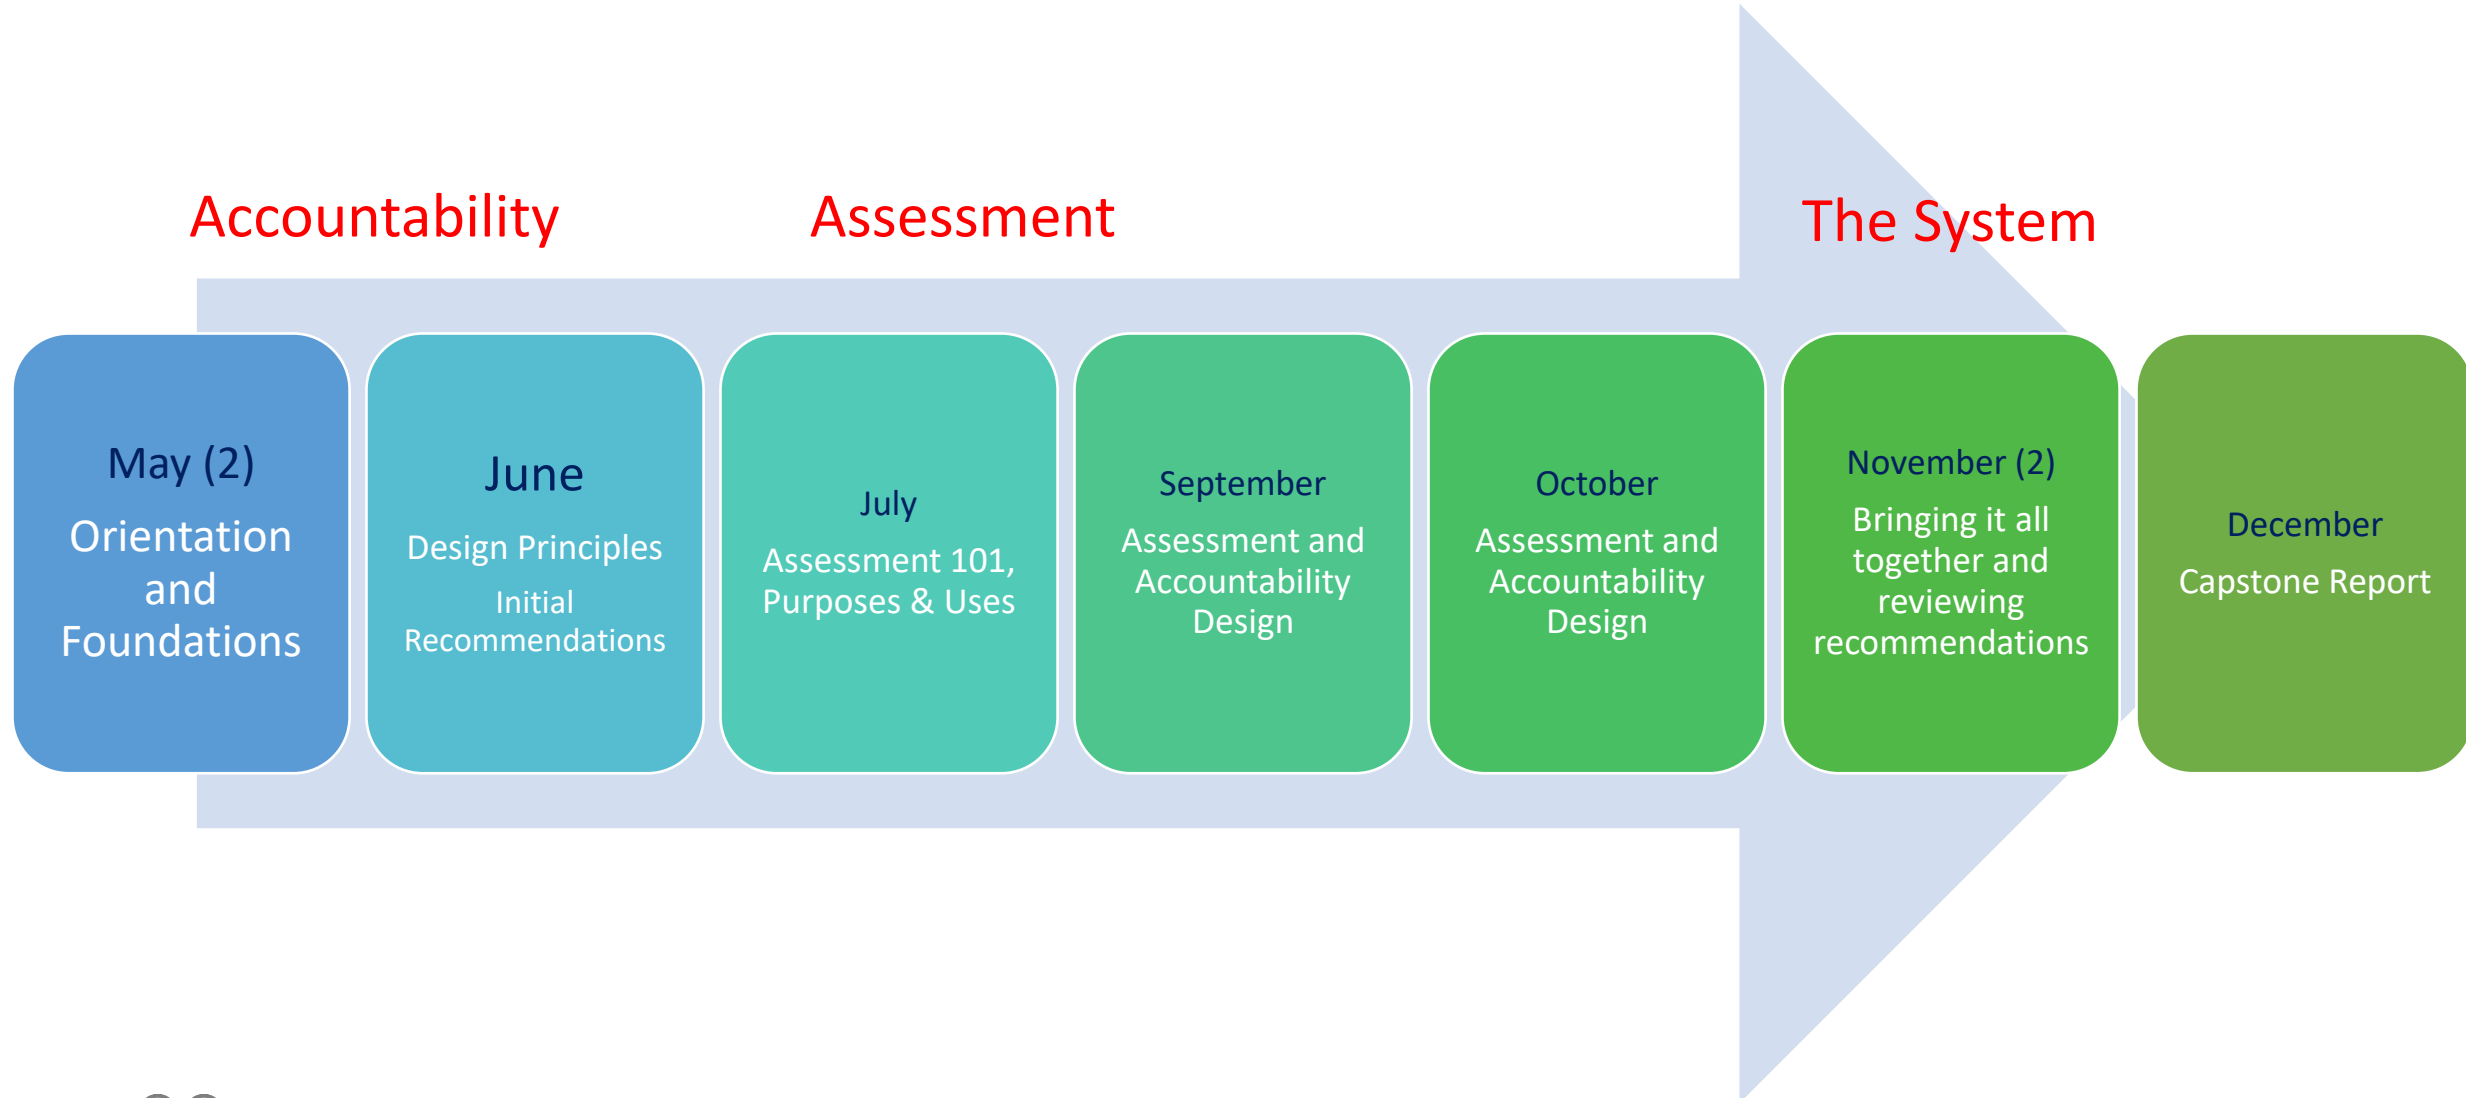 Accountability
Assessment
The System
May (2)
Orientation
and
Foundations
June
Design Principles
Initial
Recommendations
July
Assessment 101,
Purposes & Uses
September
Assessment and
Accountability
Design
October
Assessment and
Accountability
Design
November (2)
Bringing it all
together and
reviewing
recommendations
December
Capstone Report